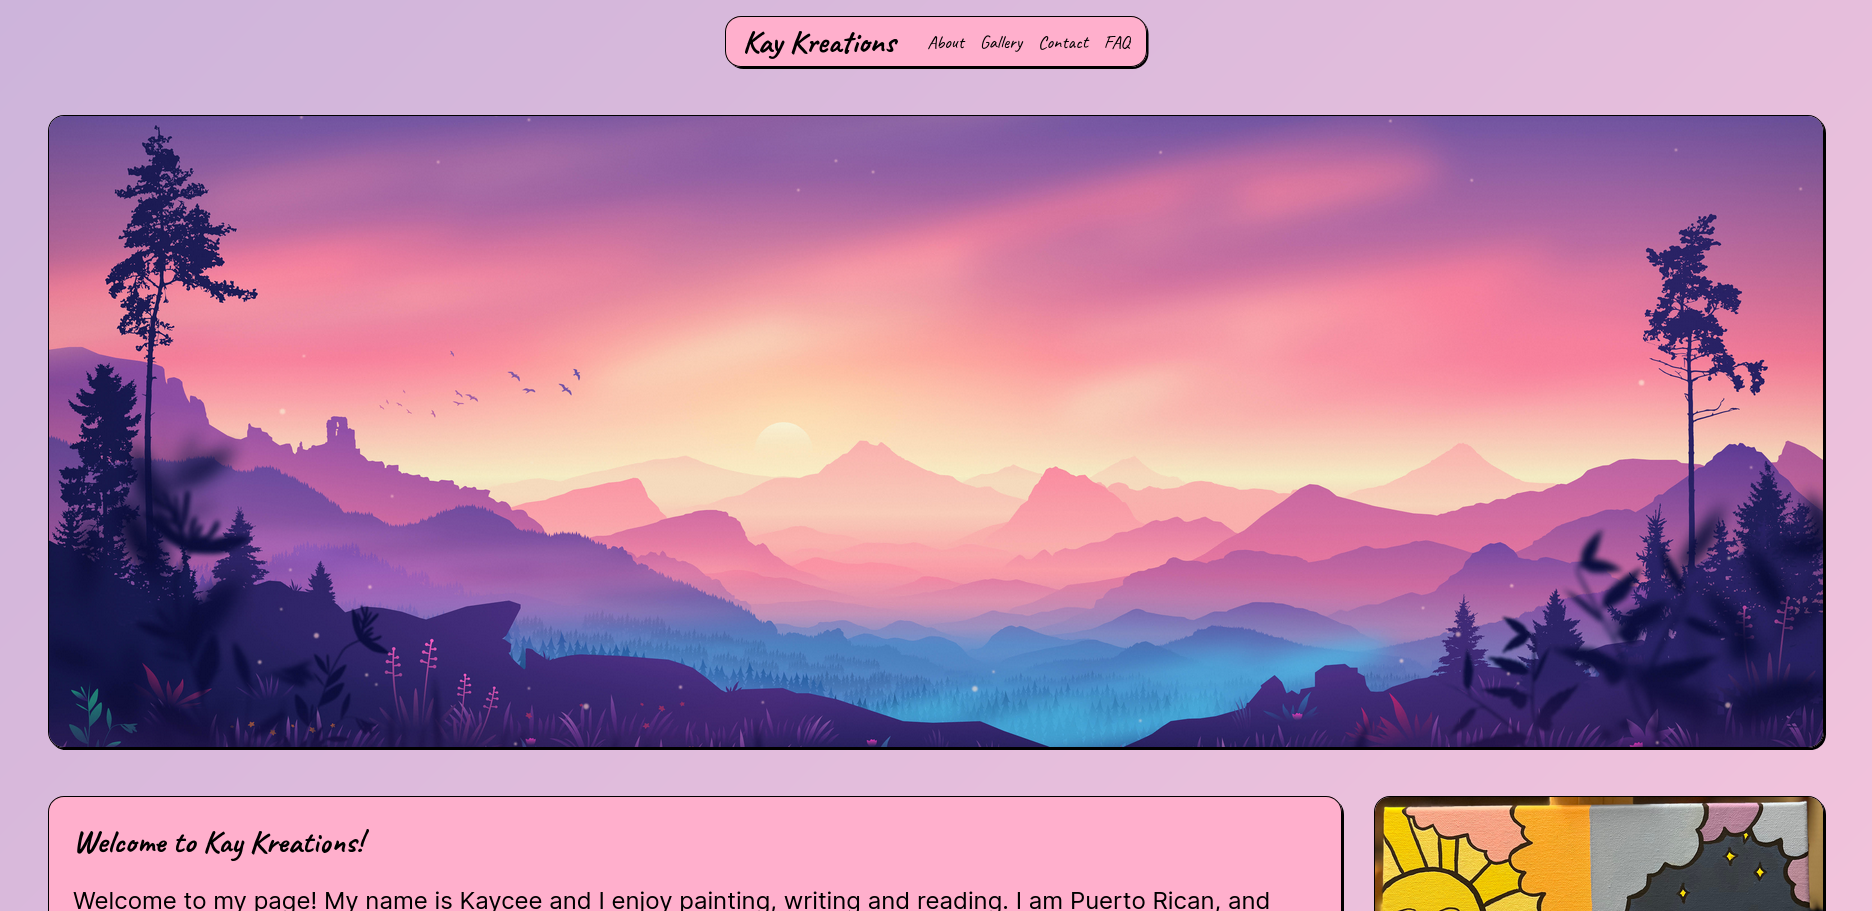 Kay Kreations About Gallery Contact FAQ
Welcome to Kay Kreations!
Welcome to my page! My name is Kaycee and I enjoy painting, writing and reading. I am Puerto Rican, and